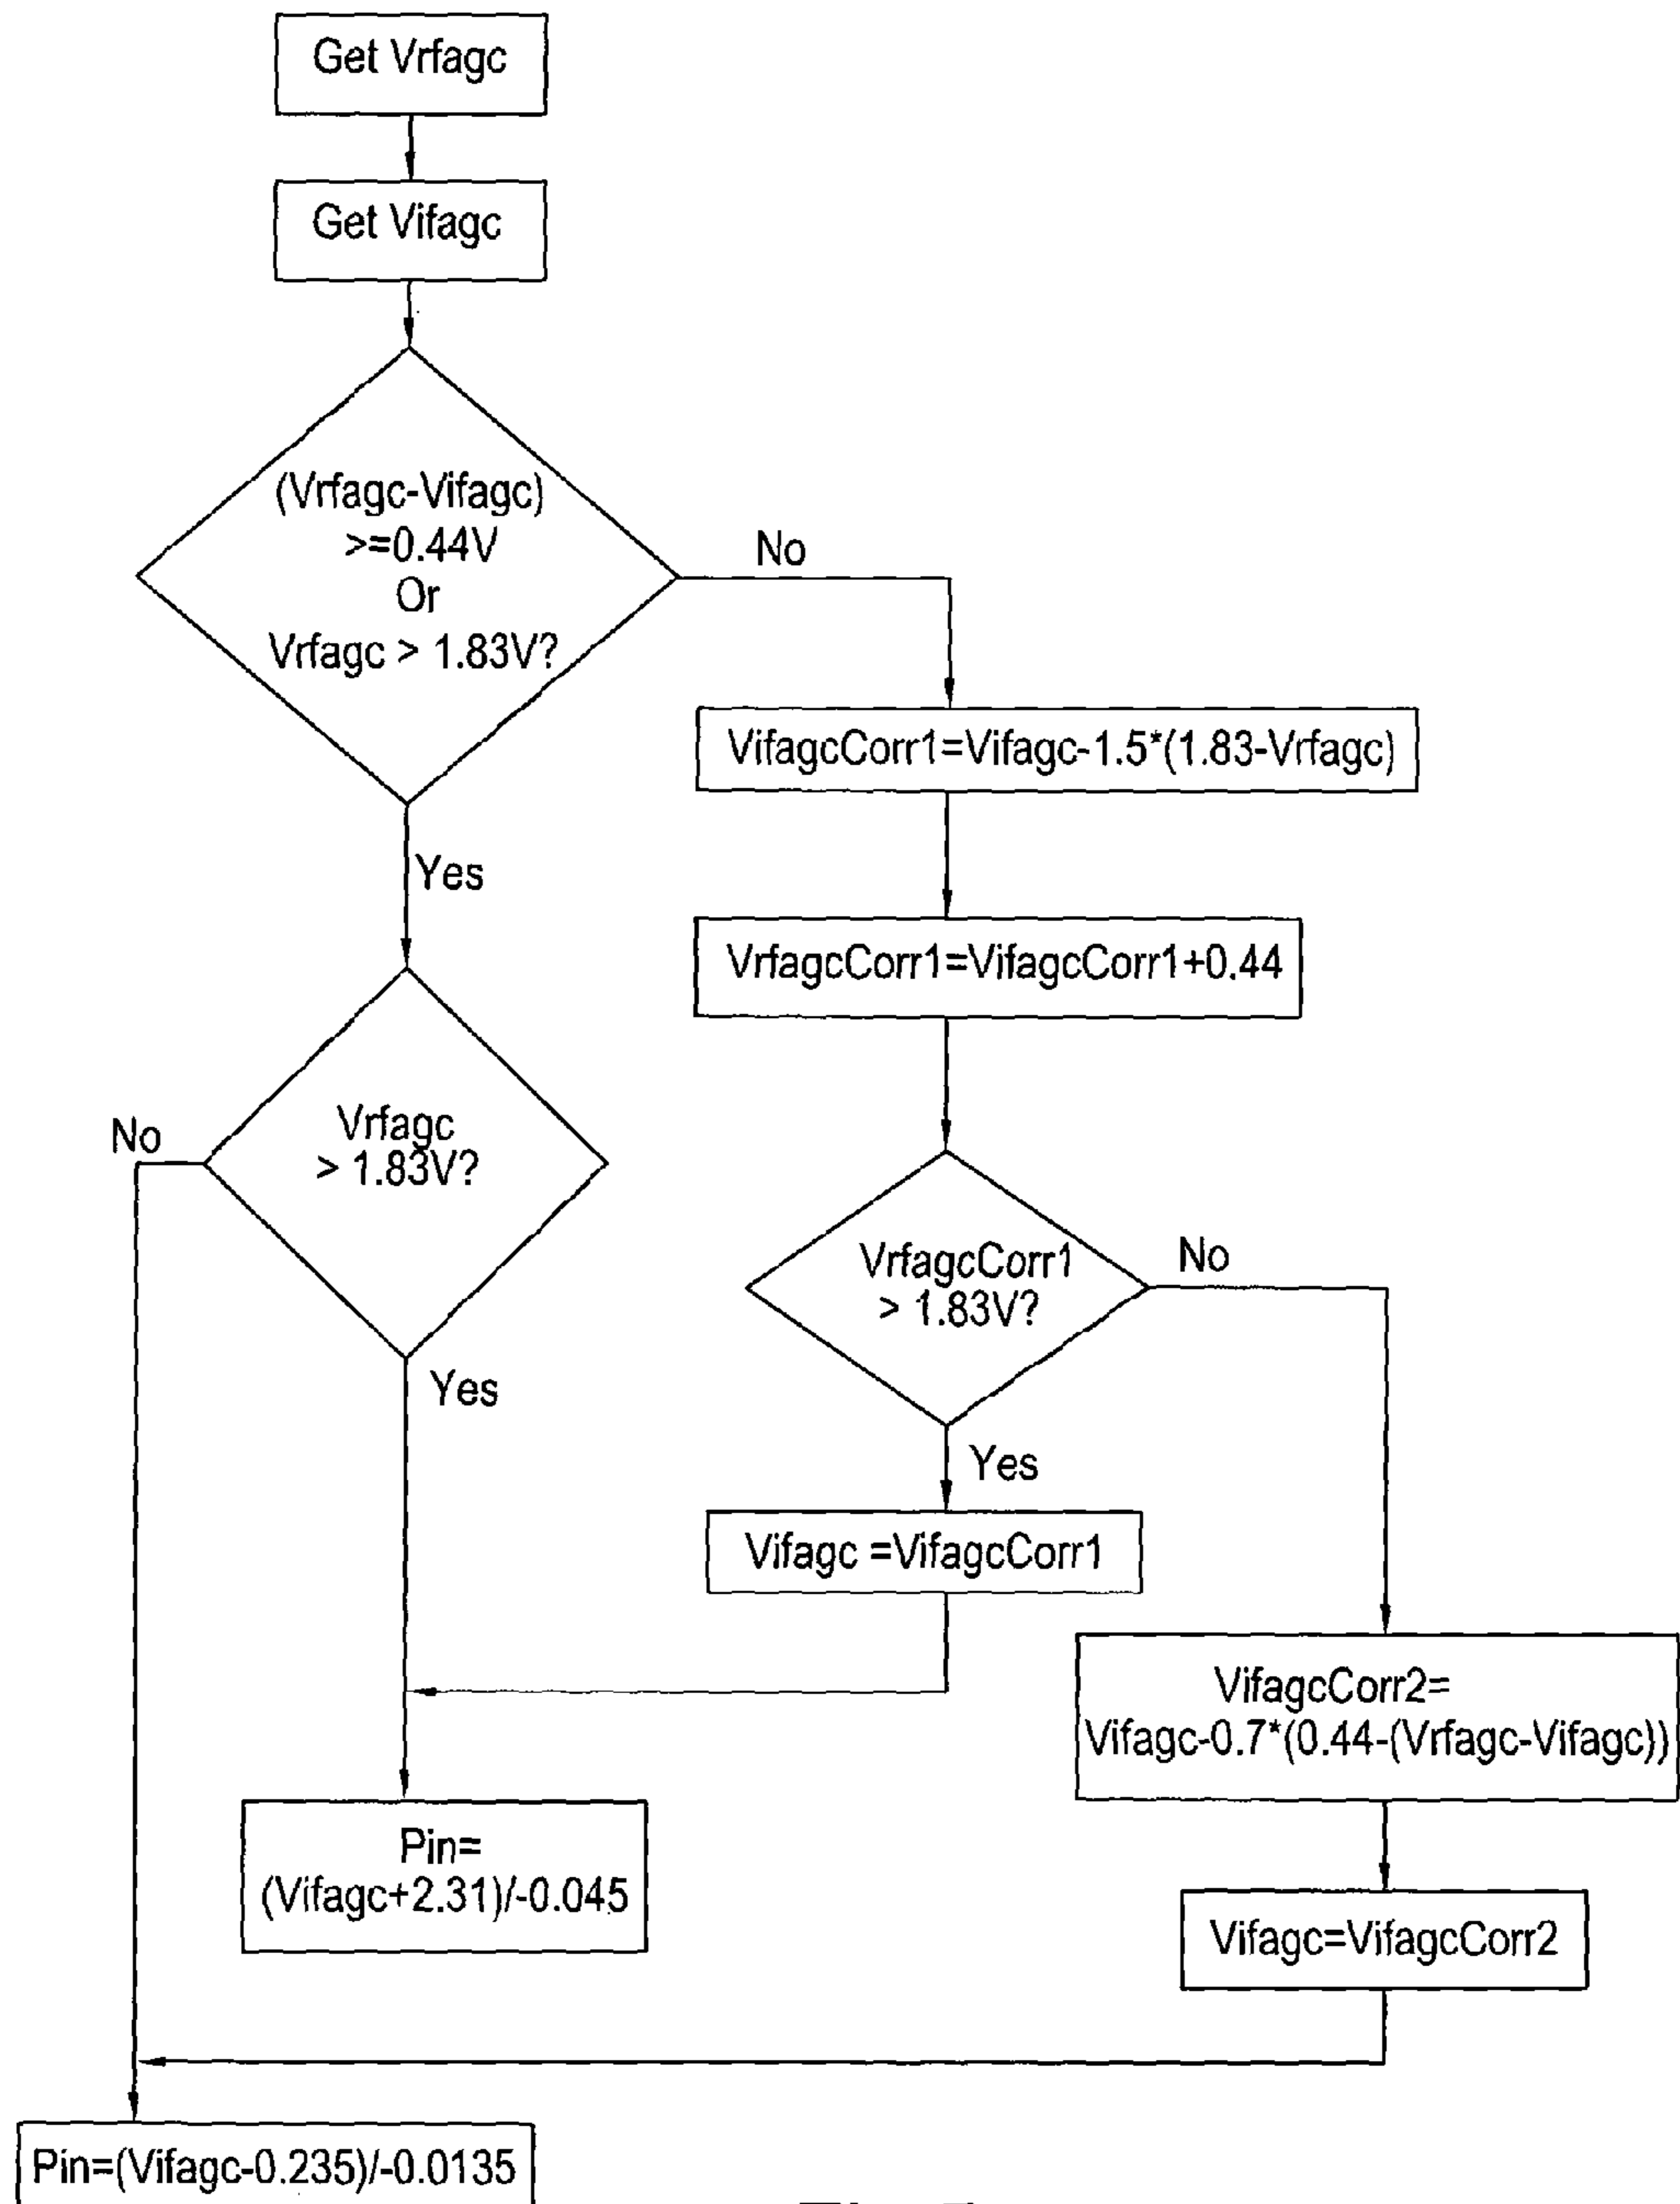 Get Vrfagc
Get Vifagc
(Vrfagc-Vifagc)
>=0.44V
Or
Vrfagc > 1.83V?
No
VifagcCorr1=Vifagc-1.5*(1.83-Vrfagc)
Yes
VrfagcCorr1=VifagcCorr1+0.44
No
Vrfagc
> 1.83V?
VrfagcCorr1
> 1.83V?
No
Yes
Yes
Vifagc =VifagcCorr1
VifagcCorr2=
Vifagc-0.7*(0.44-(Vrfagc-Vifagc))
Pin=
(Vifagc+2.31)/-0.045
Vifagc=VifagcCorr2
Pin=(Vifagc-0.235)/-0.0135